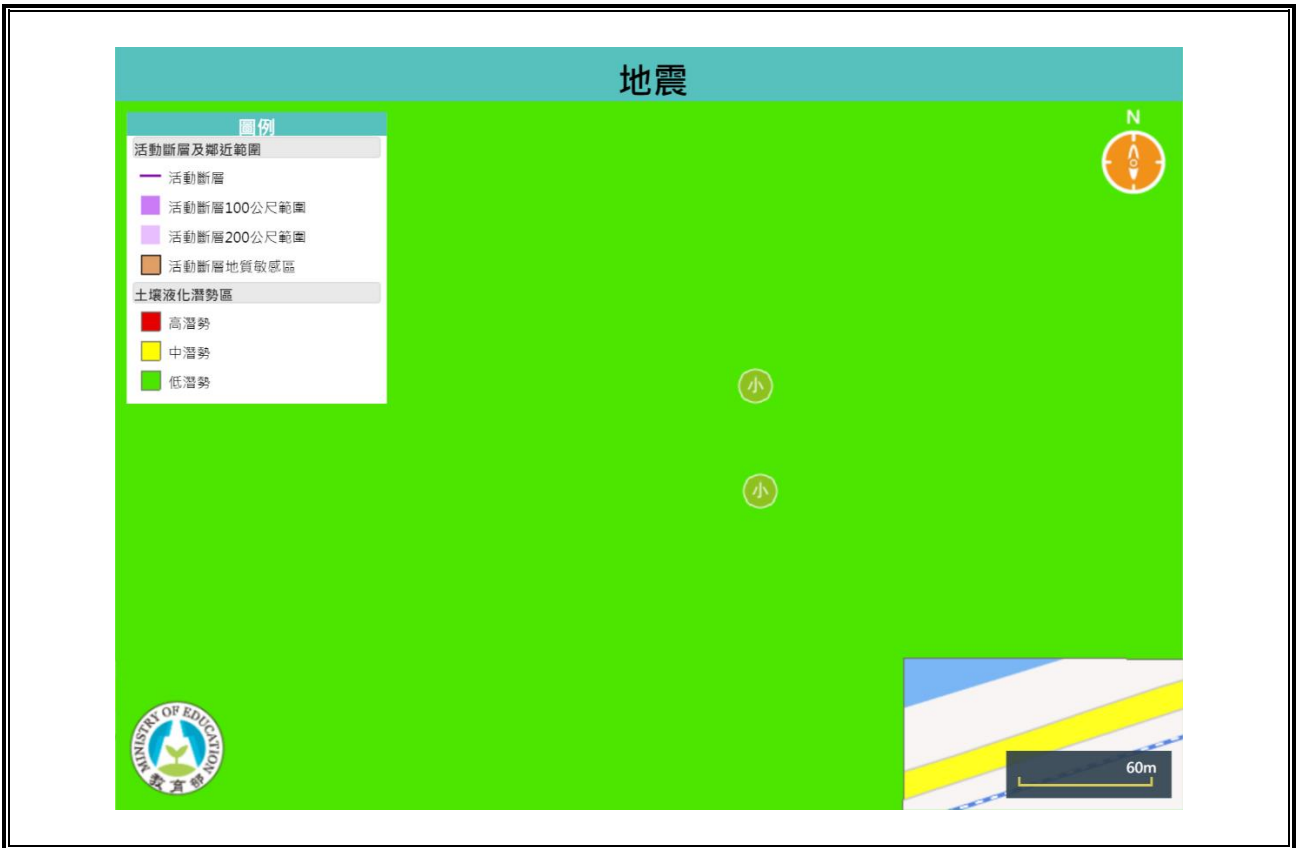 地震
圖例
活動斷層及鄰近範圍
活動斷層
活動斷層100公尺範圍
活動斷層200公尺範圍
活動斷層地質敏感區
土壤液化潛勢區
高潛勢
中潛勢
低潛勢
N
小
小
MINISTRY OF EDUCATION
教育部
60m